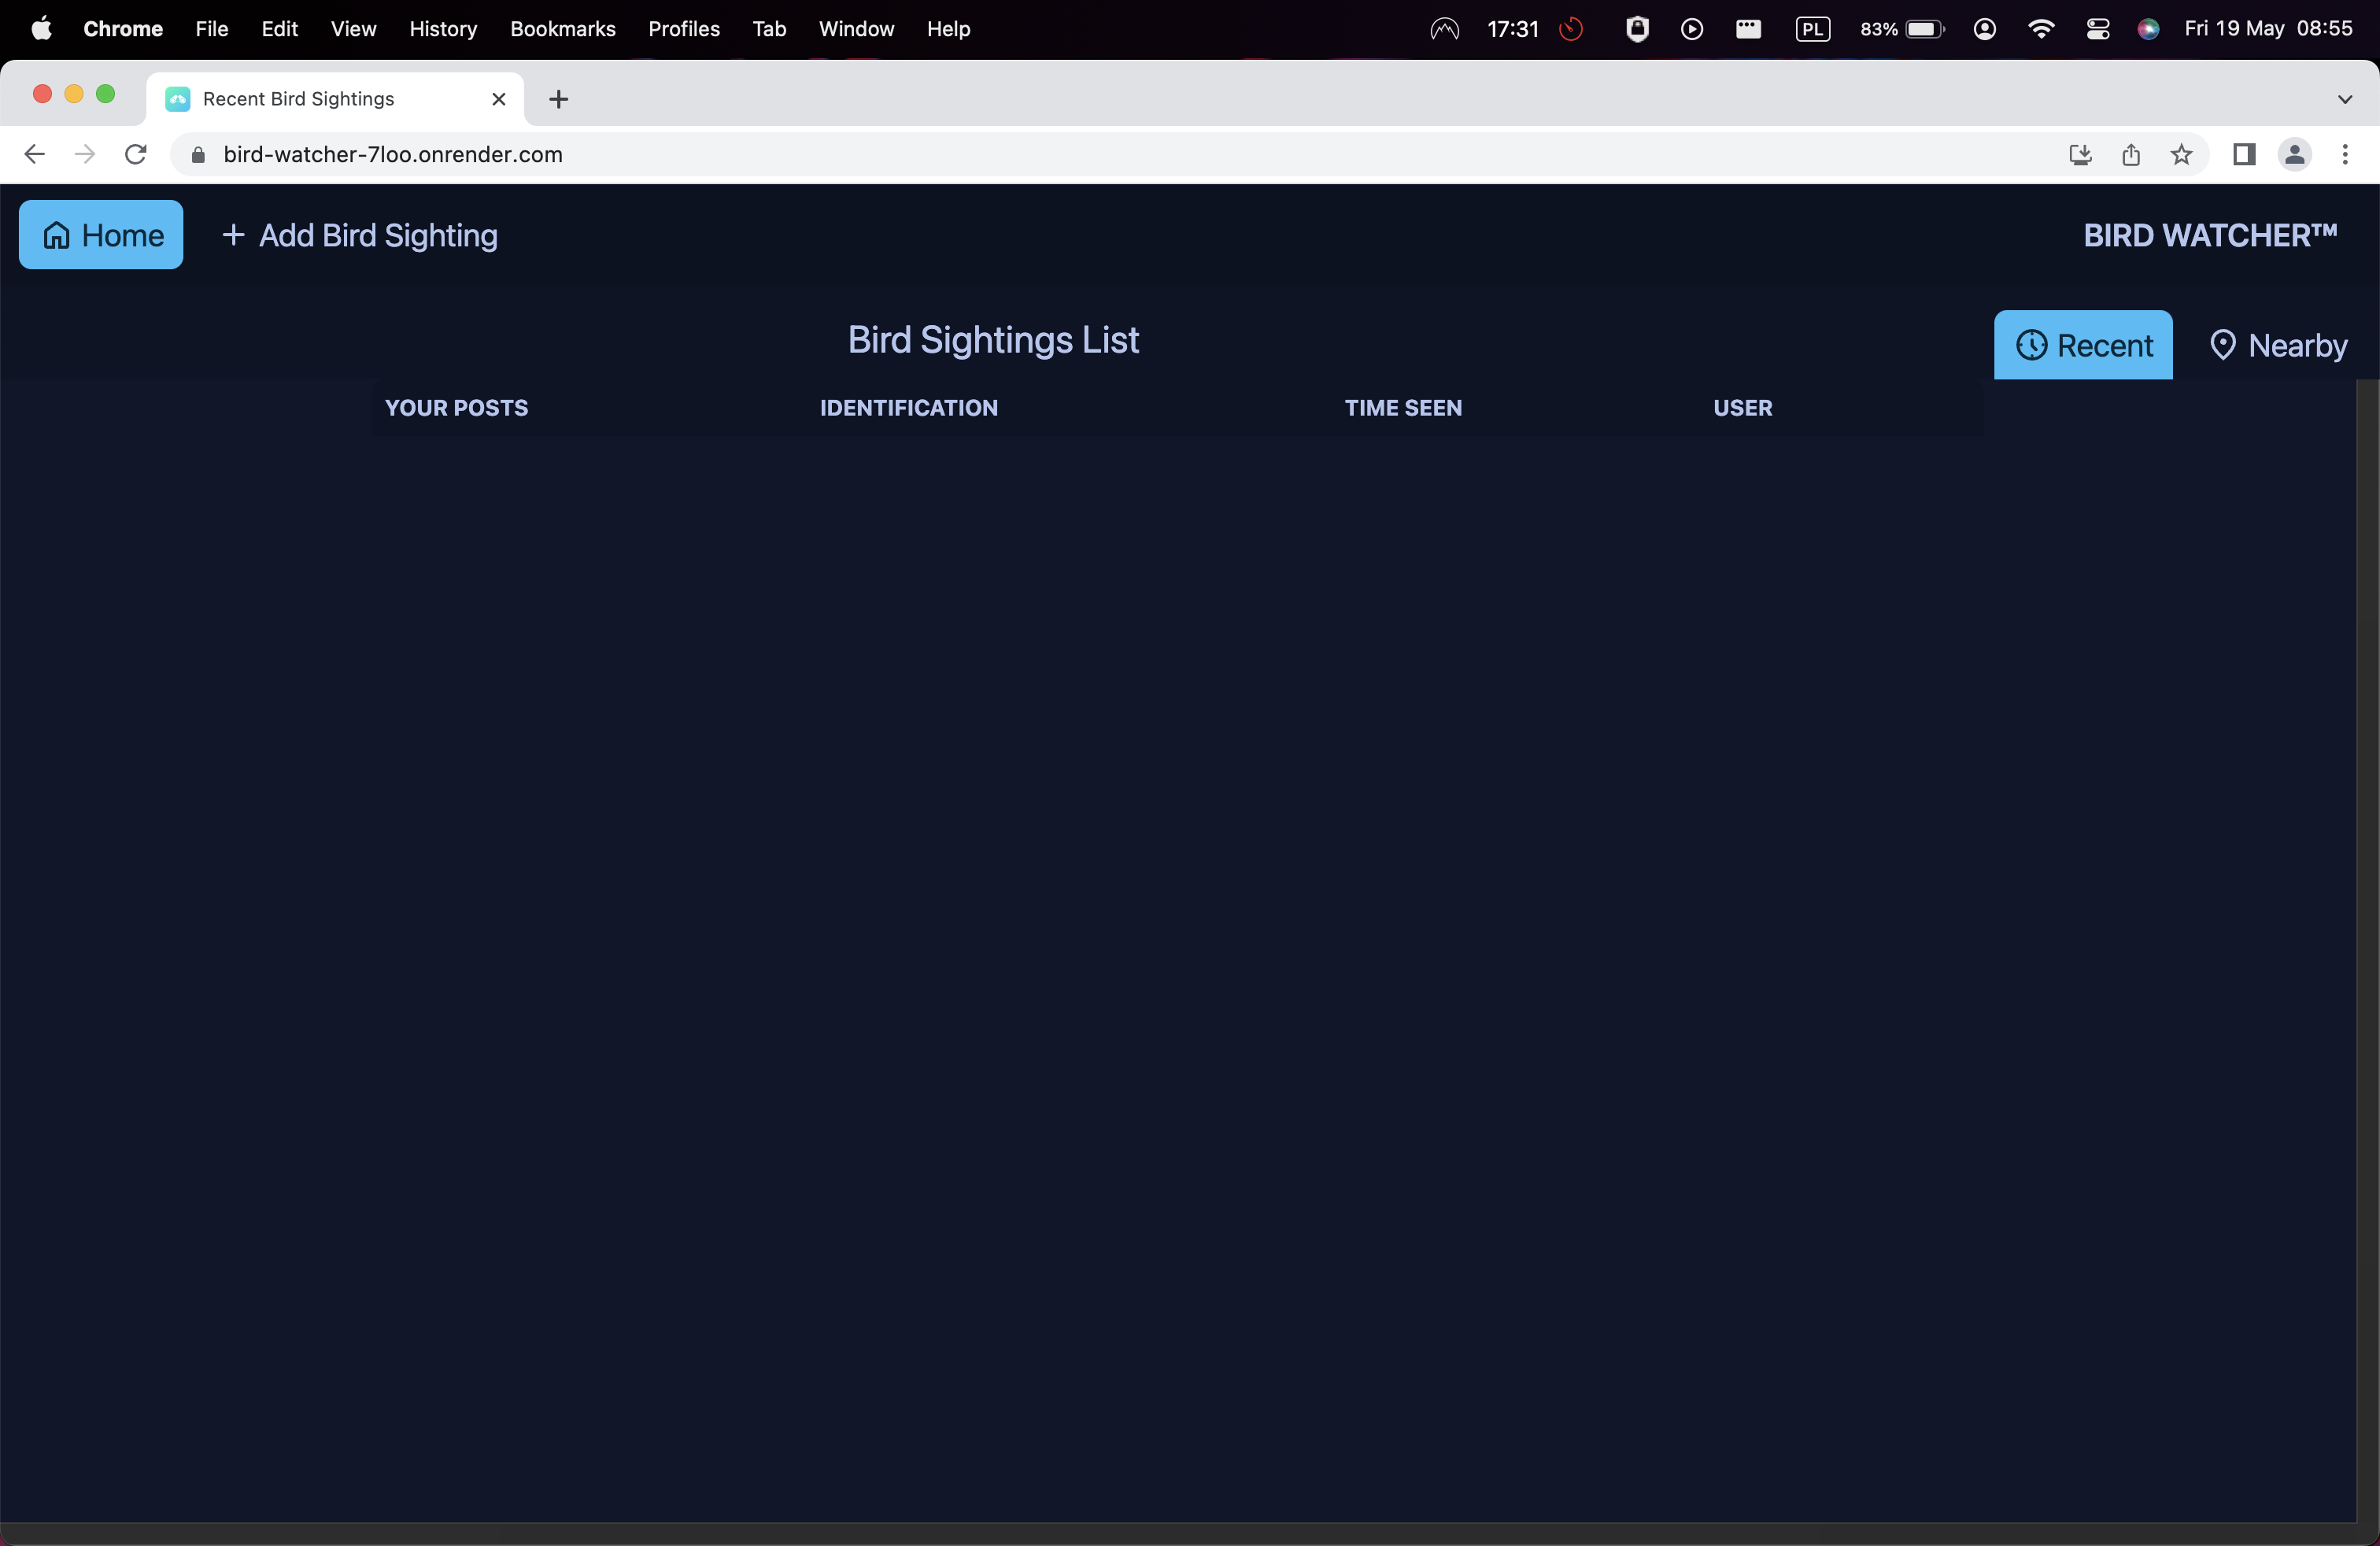 Chrome File Edit View History Bookmarks Profiles Tab Window Help 17:31 PL 83% Fri 19 May 08:55
Recent Bird Sightings
bird-watcher-7loo.onrender.com
Home Add Bird Sighting BIRD WATCHER™
Bird Sightings List Recent Nearby
YOUR POSTS IDENTIFICATION TIME SEEN USER